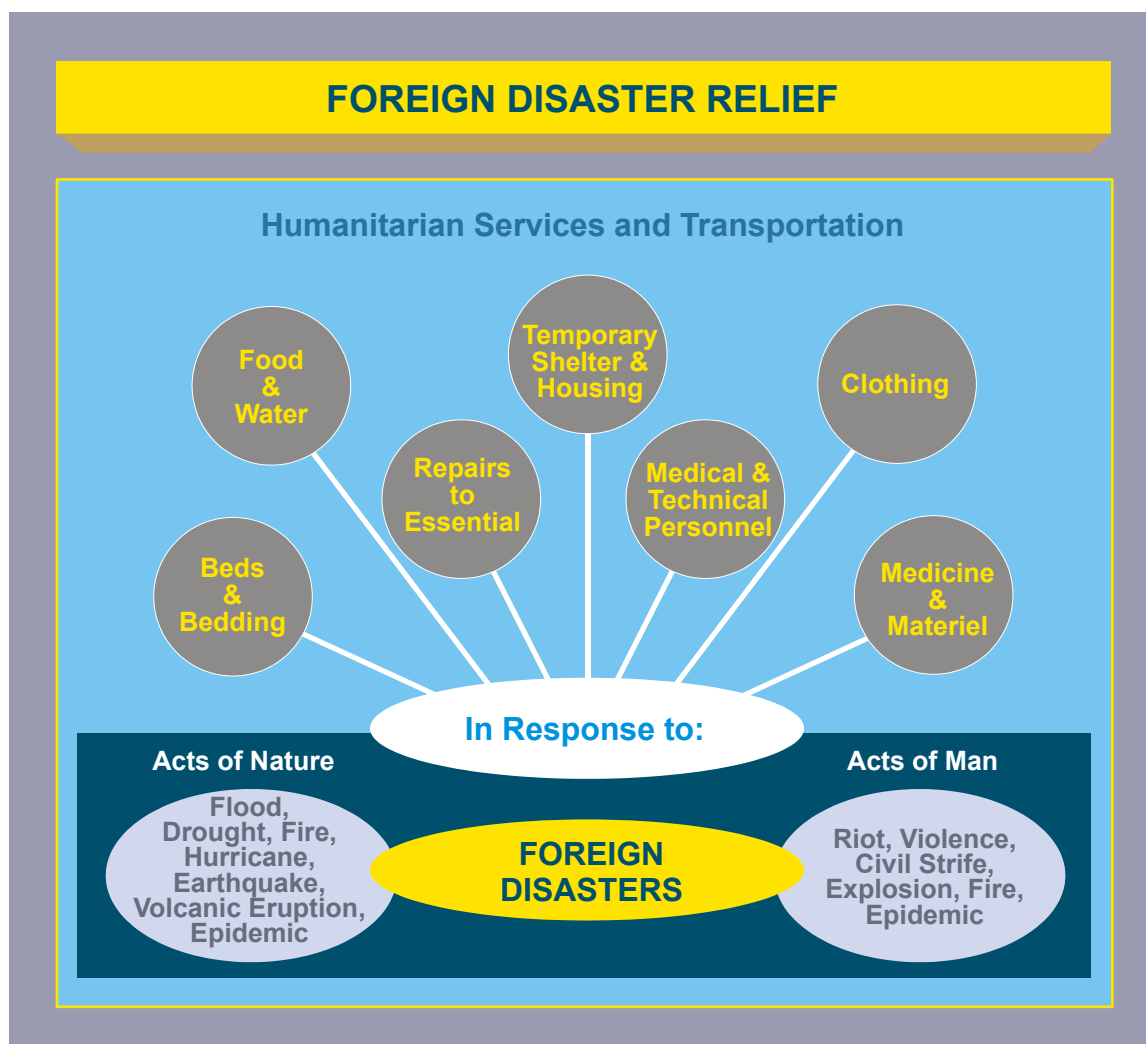 FOREIGN DISASTER RELIEF
Humanitarian Services and Transportation
Food
&
Water
Temporary
Shelter &
Housing
Clothing
Repairs
to
Essential
Medical &
Technical
Personnel
Beds
&
Bedding
Medicine
&
Materiel
In Response to:
Acts of Nature
Flood,
Drought, Fire,
Hurricane,
Earthquake,
Volcanic Eruption,
Epidemic
FOREIGN
DISASTERS
Acts of Man
Riot, Violence,
Civil Strife,
Explosion, Fire,
Epidemic